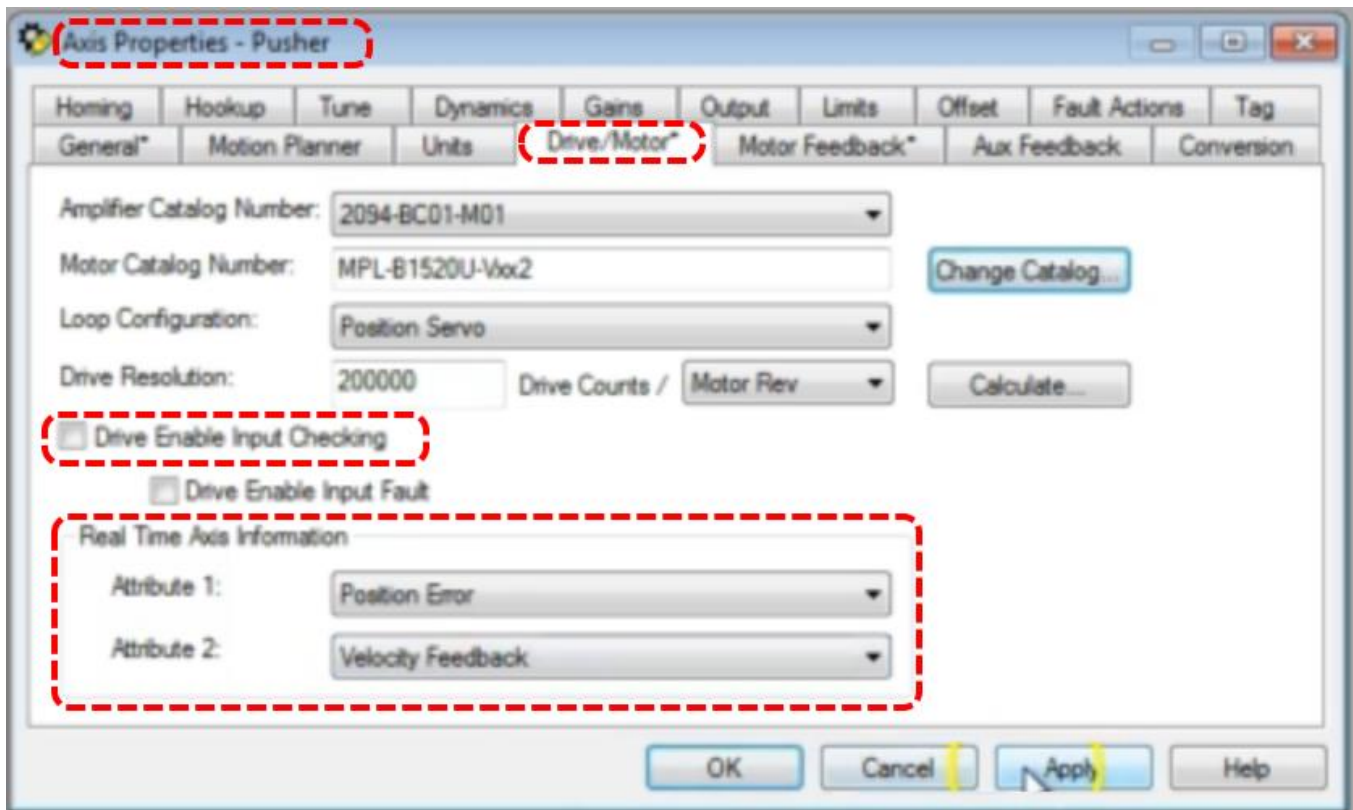 Axis Properties - Pusher
Homing Hookup Tune Dynamics Gains Output Limits Offset Fault Actions Tag
General* Motion Planner Units Drive/Motor* Motor Feedback* Aux Feedback Conversion
Amplifier Catalog Number: 2094-BC01-M01
Motor Catalog Number: MPL-B1520U-Vxx2 Change Catalog...
Loop Configuration: Position Servo
Drive Resolution: 200000 Drive Counts / Motor Rev Calculate...
Drive Enable Input Checking
Drive Enable Input Fault
Real Time Axis Information
Attribute 1: Position Error
Attribute 2: Velocity Feedback
OK Cancel Apply Help